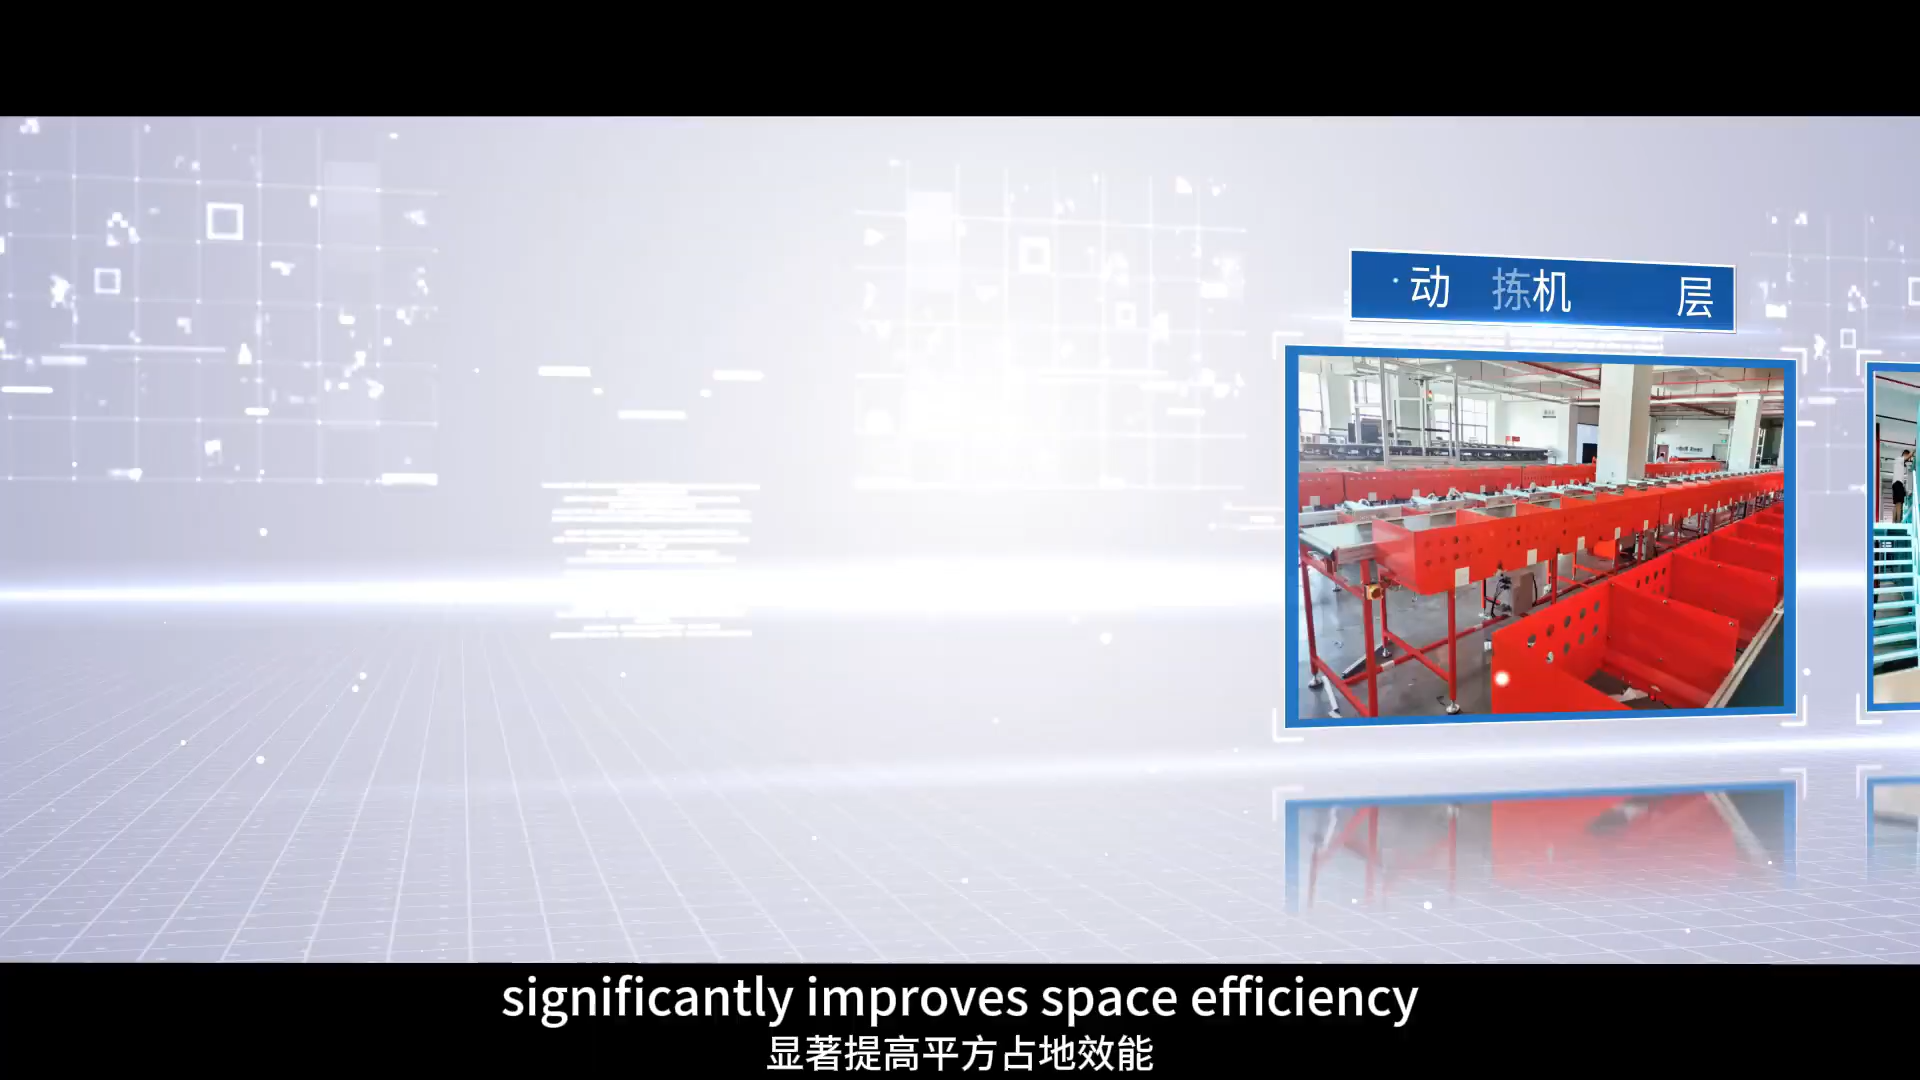 动 拣机 层
significantly improves space efficiency
显著提高平方占地效能